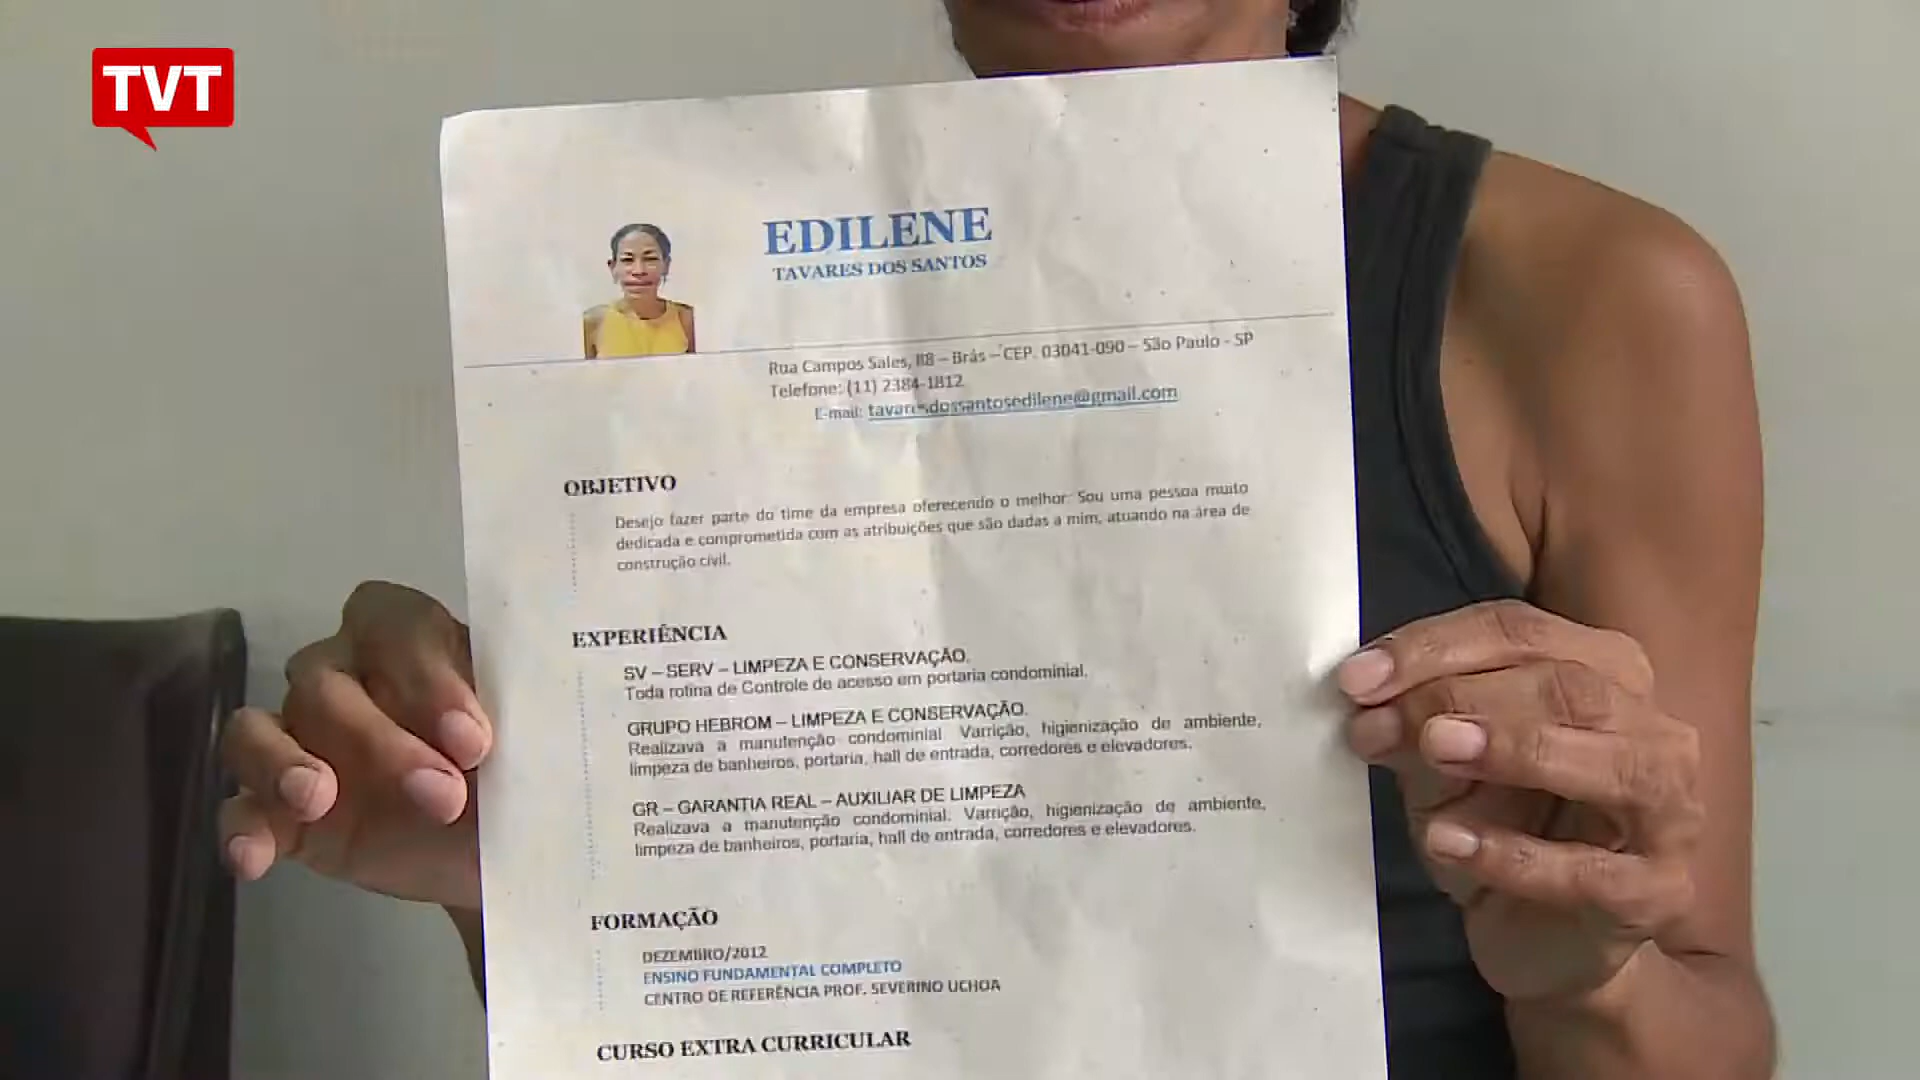 TVT
EDILENE
TAVARES DOS SANTOS
Rua Campos Sales, 88 – Brás – CEP. 03041-090 – São Paulo - SP
Telefone: (11) 2384-1812
E-mail: tavaresdossantosedilene@gmail.com
OBJETIVO
Desejo fazer parte do time da empresa oferecendo o melhor. Sou uma pessoa muito
dedicada e comprometida com as atribuições que são dadas a mim, atuando na área de
construção civil.
EXPERIÊNCIA
SV – SERV – LIMPEZA E CONSERVAÇÃO.
Toda rotina de Controle de acesso em portaria condominial.
GRUPO HEBROM – LIMPEZA E CONSERVAÇÃO.
Realizava a manutenção condominial. Varrição, higienização de ambiente,
limpeza de banheiros, portaria, hall de entrada, corredores e elevadores.
GR – GARANTIA REAL – AUXILIAR DE LIMPEZA
Realizava a manutenção condominial. Varrição, higienização de ambiente,
limpeza de banheiros, portaria, hall de entrada, corredores e elevadores.
FORMAÇÃO
DEZEMBRO/2012
ENSINO FUNDAMENTAL COMPLETO
CENTRO DE REFERÊNCIA PROF. SEVERINO UCHOA
CURSO EXTRA CURRICULAR